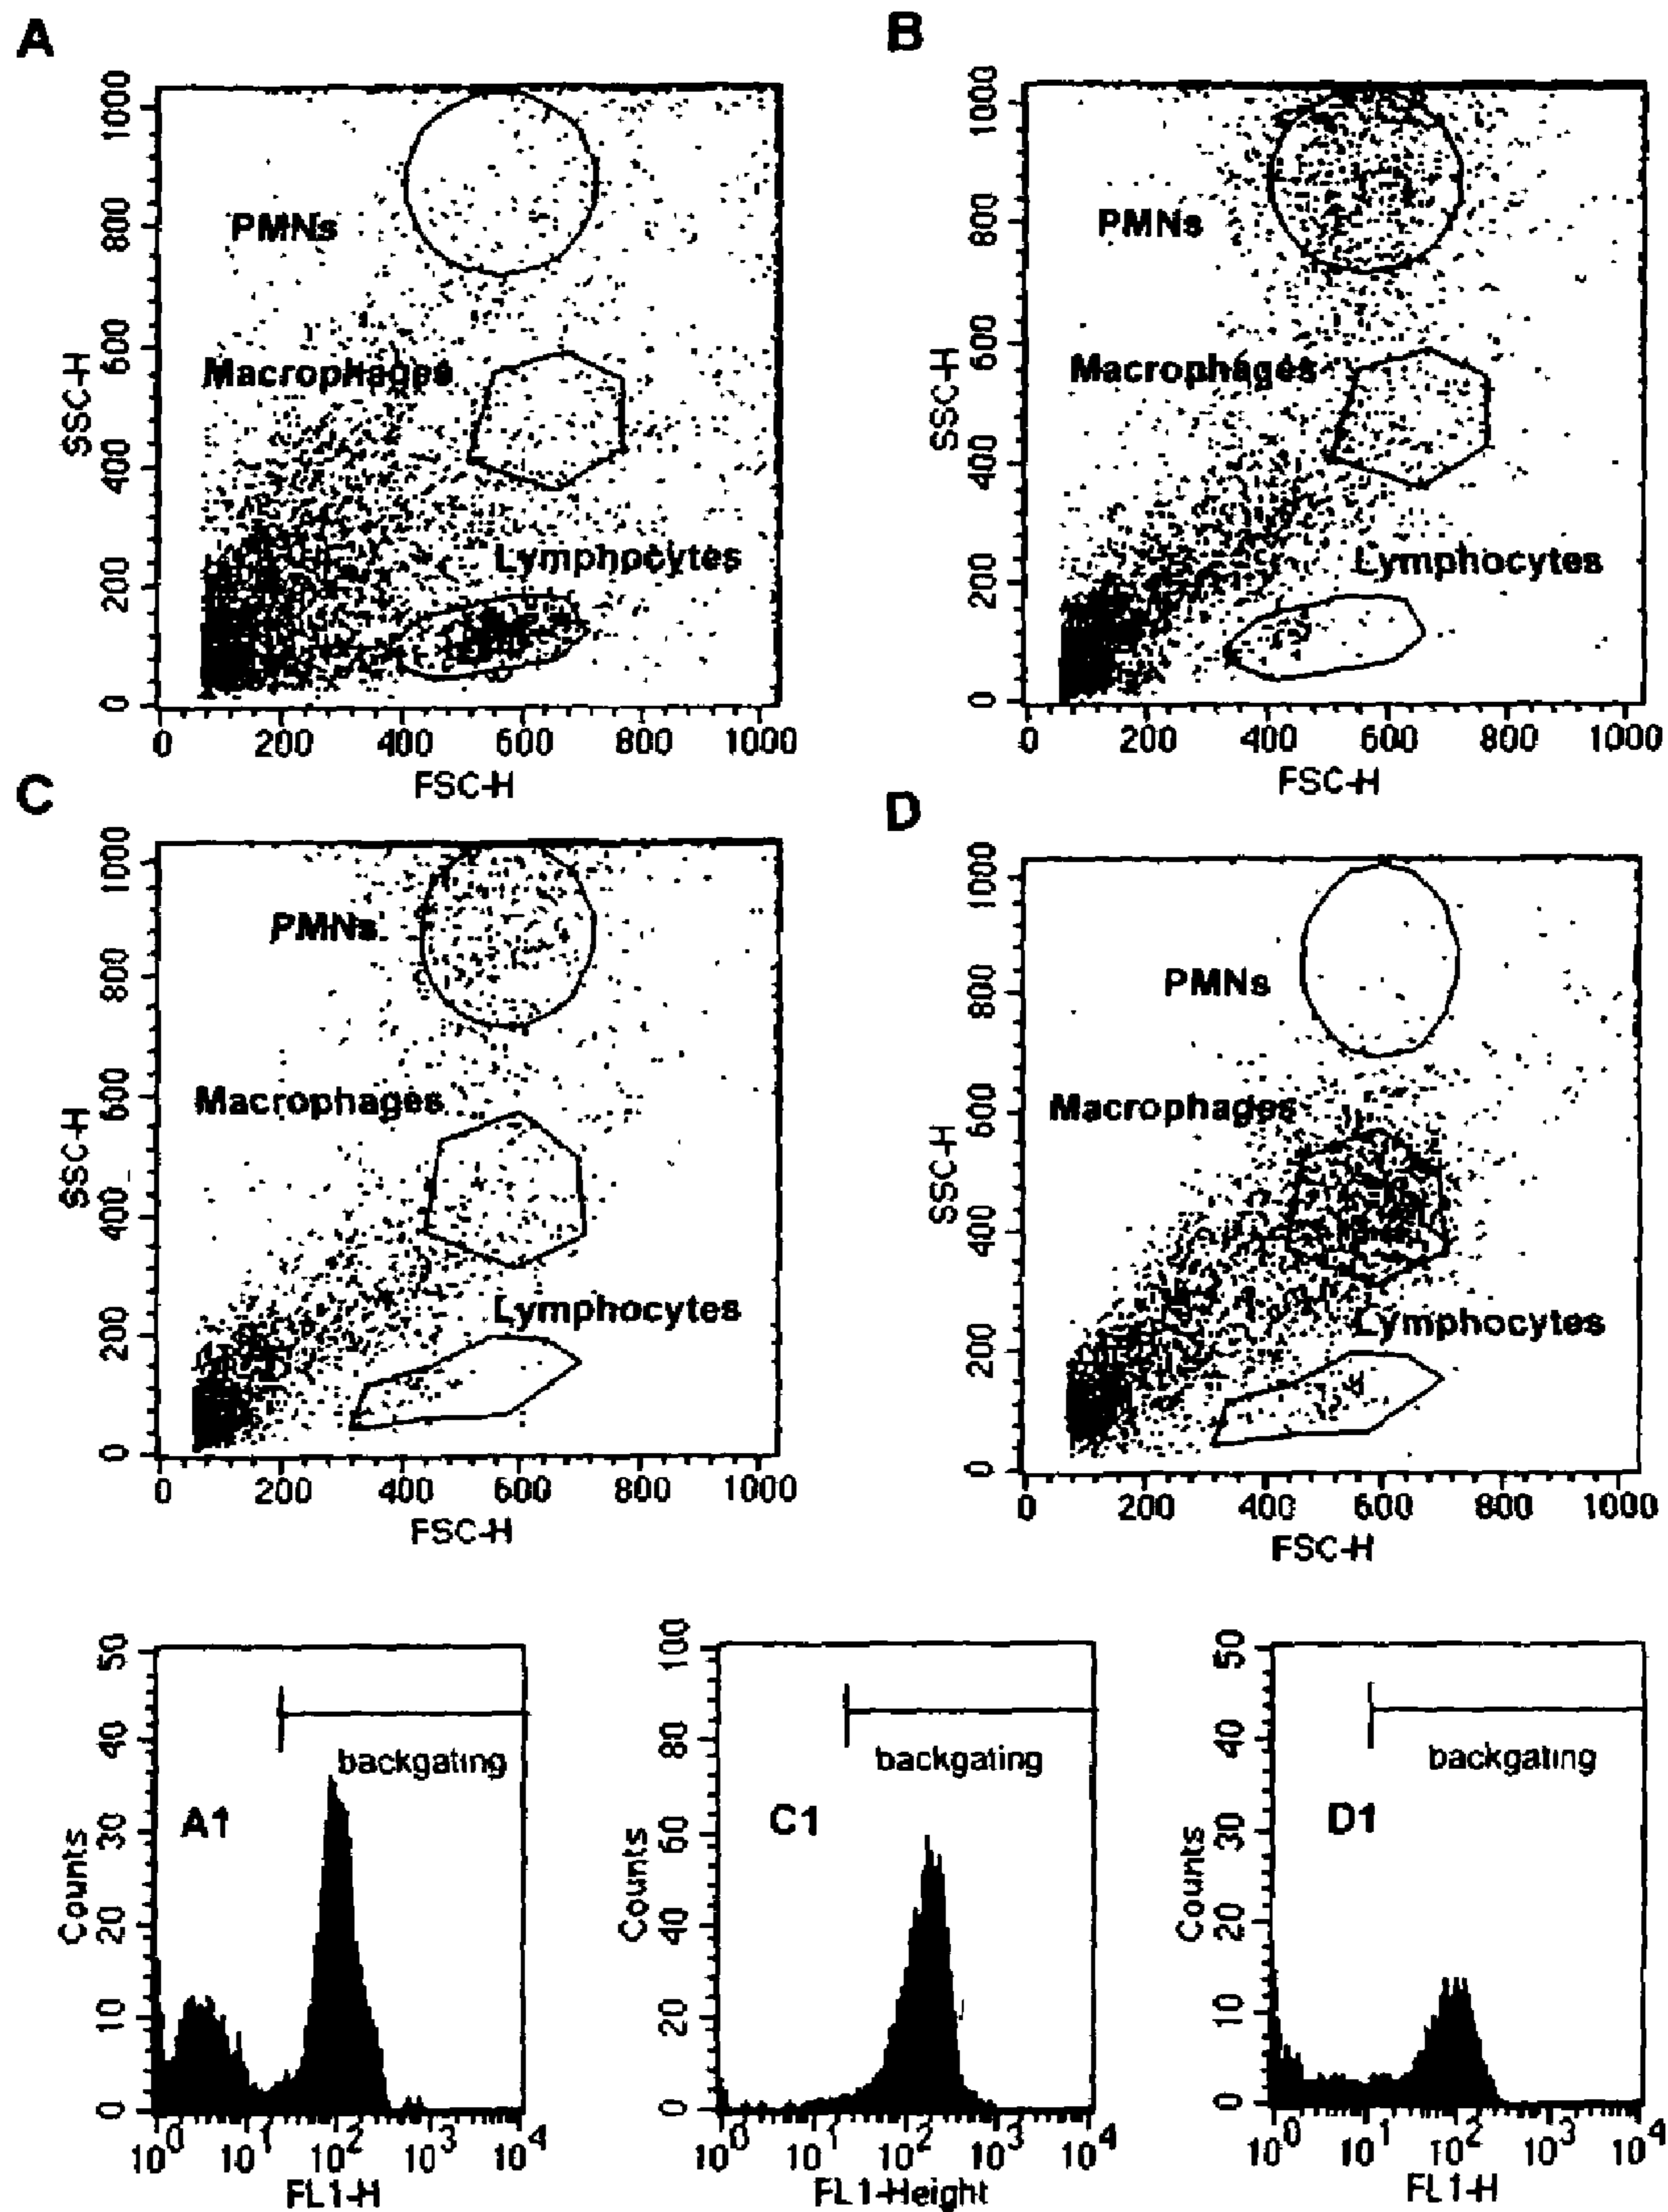 A
B
1000
800
600
400
200
0
SSC-H
PMNs
Macrophages
Lymphocytes
0 200 400 600 800 1000
FSC-H
1000
800
600
400
200
0
SSC-H
PMNs
Macrophages
Lymphocytes
0 200 400 600 800 1000
FSC-H
C
D
1000
800
600
400
200
0
SSC-H
PMNs
Macrophages
Lymphocytes
0 200 400 600 800 1000
FSC-H
1000
800
600
400
200
0
SSC-H
PMNs
Macrophages
Lymphocytes
0 200 400 600 800 1000
FSC-H
50
40
30
20
10
0
Counts
backgating
A1
10^0 10^1 10^2 10^3 10^4
FL1-H
100
80
60
40
20
0
Counts
backgating
C1
10^0 10^1 10^2 10^3 10^4
FL1-Height
50
40
30
20
10
0
Counts
backgating
D1
10^0 10^1 10^2 10^3 10^4
FL1-H